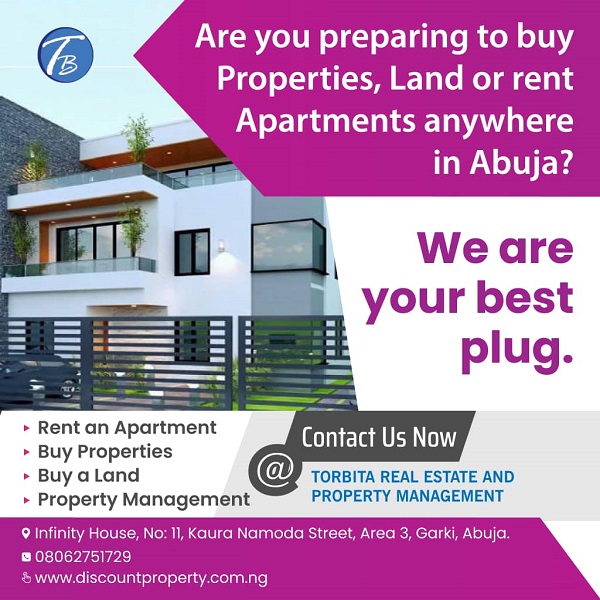 TB
Are you preparing to buy
Properties, Land or rent
Apartments anywhere
in Abuja?
We are
your best
plug.
Rent an Apartment
Buy Properties
Buy a Land
Property Management
Contact Us Now
@ TORBITA REAL ESTATE AND
PROPERTY MANAGEMENT
Infinity House, No: 11, Kaura Namoda Street, Area 3, Garki, Abuja.
08062751729
www.discountproperty.com.ng